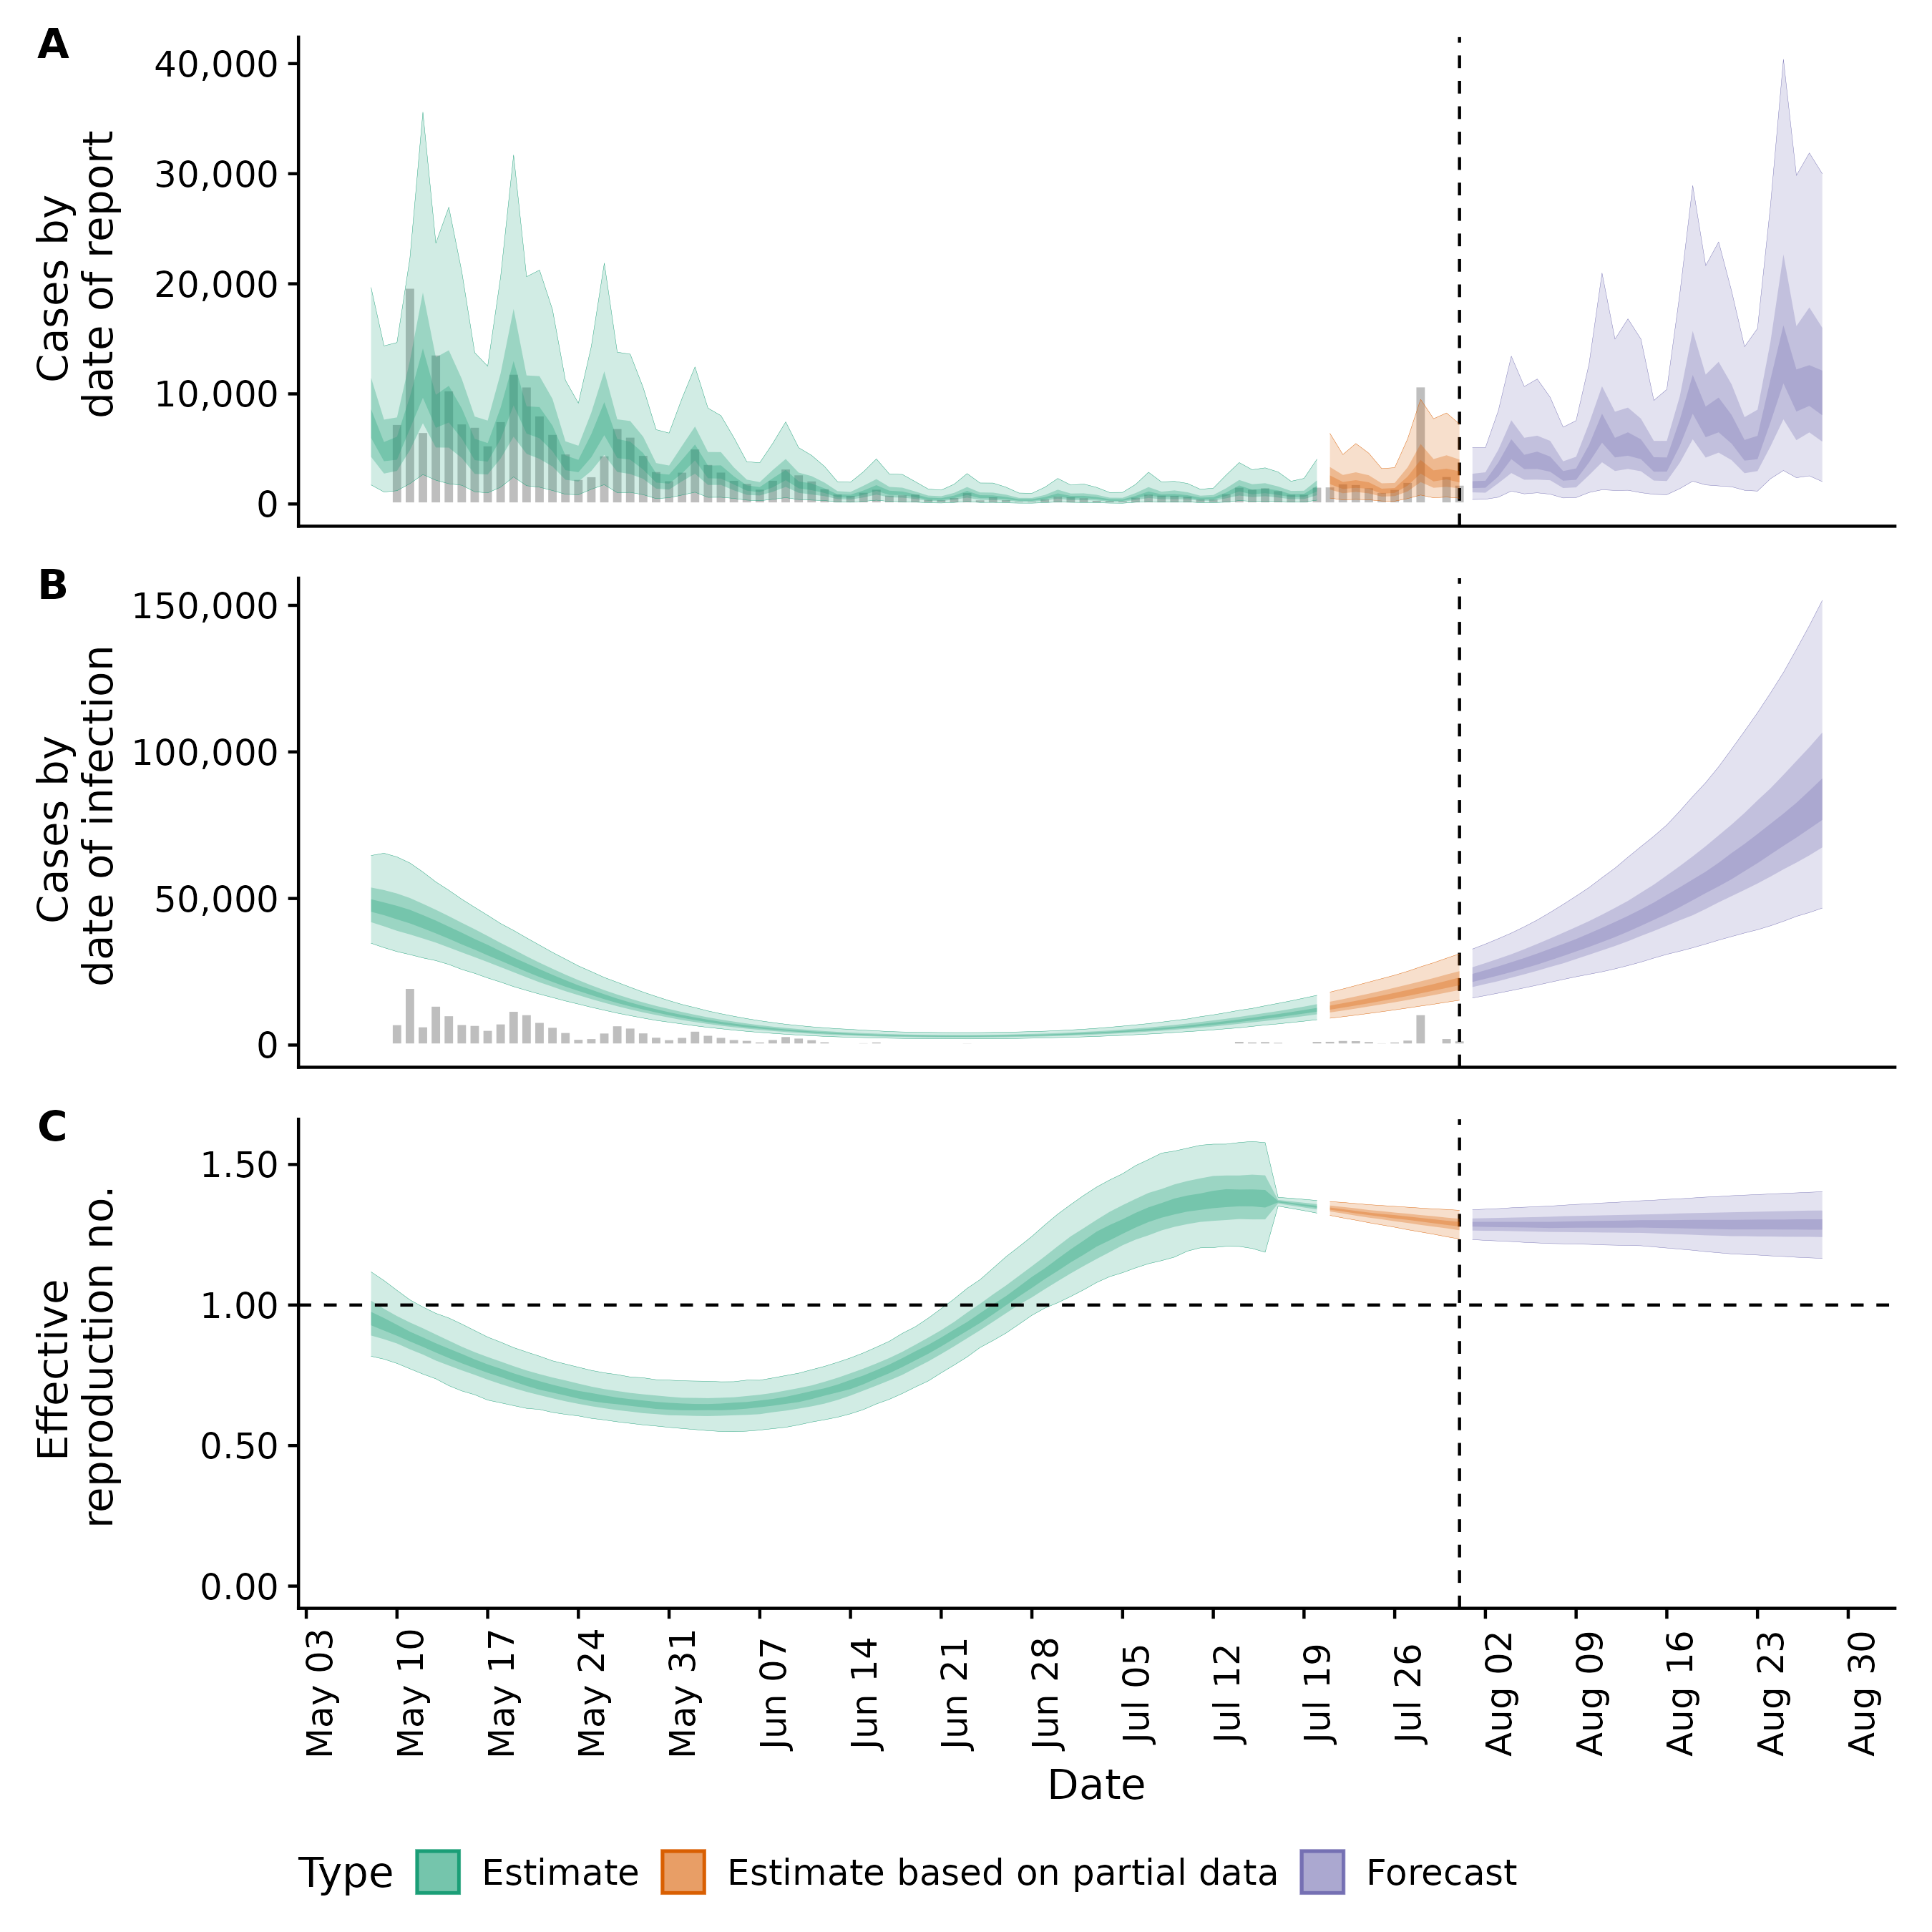 A
Cases by
date of report
40,000
30,000
20,000
10,000
0
B
Cases by
date of infection
150,000
100,000
50,000
0
C
Effective
reproduction no.
1.50
1.00
0.50
0.00
May 03
May 10
May 17
May 24
May 31
Jun 07
Jun 14
Jun 21
Jun 28
Jul 05
Jul 12
Jul 19
Jul 26
Aug 02
Aug 09
Aug 16
Aug 23
Aug 30
Date
Type Estimate Estimate based on partial data Forecast